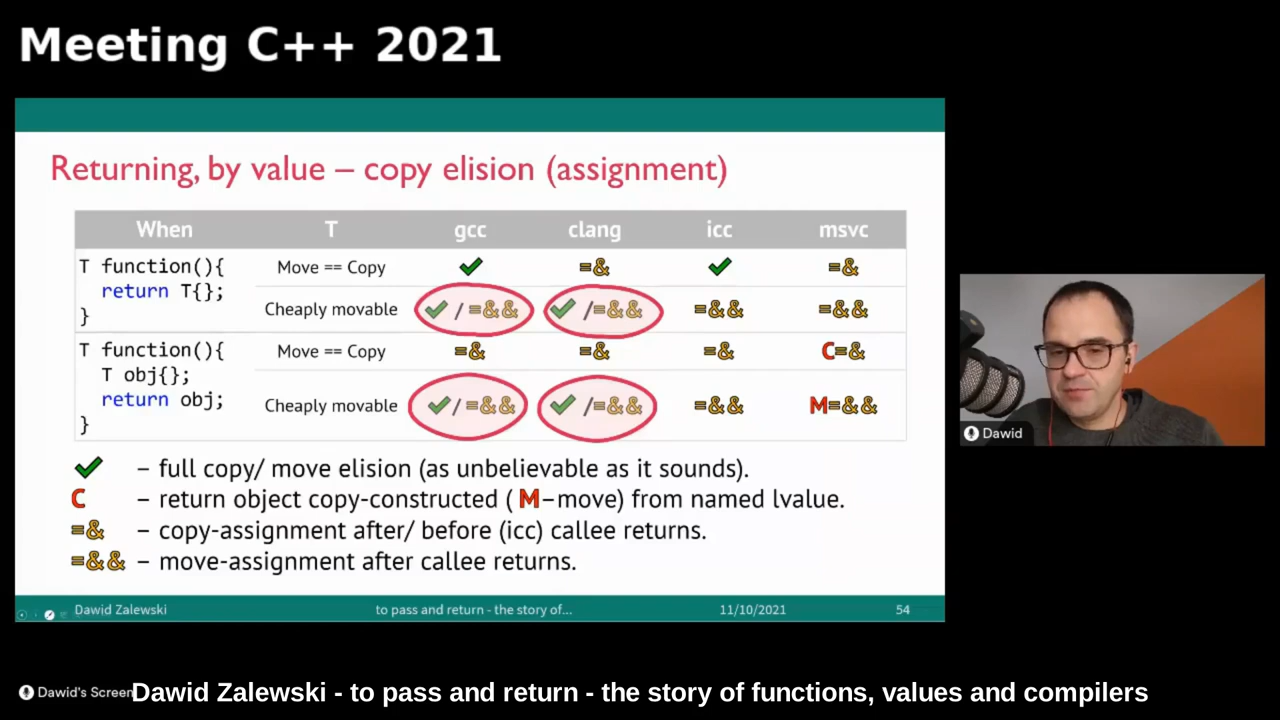 Meeting C++ 2021
Returning, by value – copy elision (assignment)
When T gcc clang icc msvc
T function(){
return T{};
}
Move == Copy ✔ =& ✔ =&
Cheaply movable ✔ / =&& ✔ /=&& =&& =&&
T function(){
T obj{};
return obj;
}
Move == Copy =& =& =& C=&
Cheaply movable ✔/ =&& ✔ /=&& =&& M=&&
✔ – full copy/ move elision (as unbelievable as it sounds).
C – return object copy-constructed ( M–move) from named lvalue.
=& – copy-assignment after/ before (icc) callee returns.
=&& – move-assignment after callee returns.
Dawid Zalewski to pass and return - the story of... 11/10/2021 54
Dawid
Dawid's Screen
Dawid Zalewski - to pass and return - the story of functions, values and compilers